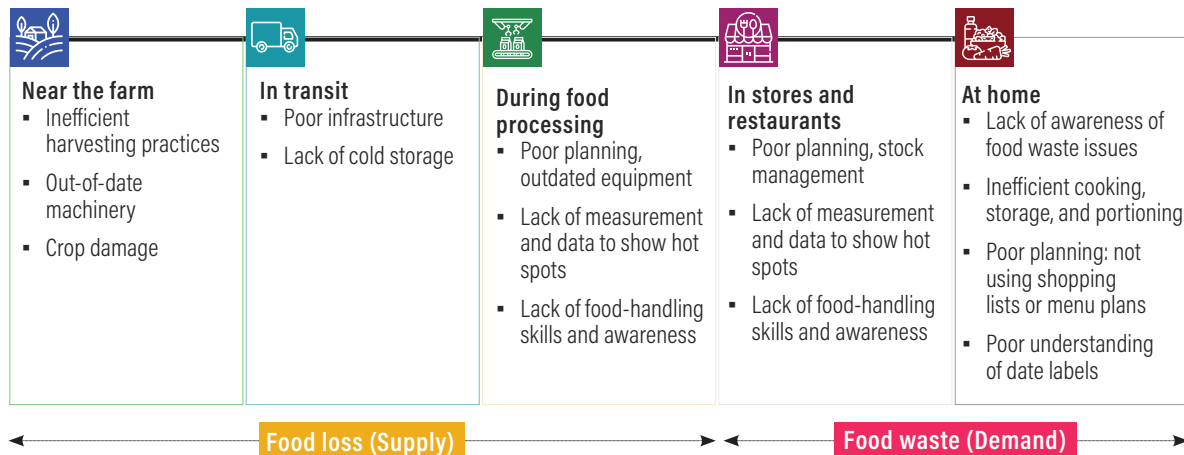 Near the farm
▪ Inefficient
harvesting practices
▪ Out-of-date
machinery
▪ Crop damage
In transit
▪ Poor infrastructure
▪ Lack of cold storage
During food
processing
▪ Poor planning,
outdated equipment
▪ Lack of measurement
and data to show hot
spots
▪ Lack of food-handling
skills and awareness
In stores and
restaurants
▪ Poor planning, stock
management
▪ Lack of measurement
and data to show hot
spots
▪ Lack of food-handling
skills and awareness
At home
▪ Lack of awareness of
food waste issues
▪ Inefficient cooking,
storage, and portioning
▪ Poor planning: not
using shopping
lists or menu plans
▪ Poor understanding
of date labels
Food loss (Supply)
Food waste (Demand)